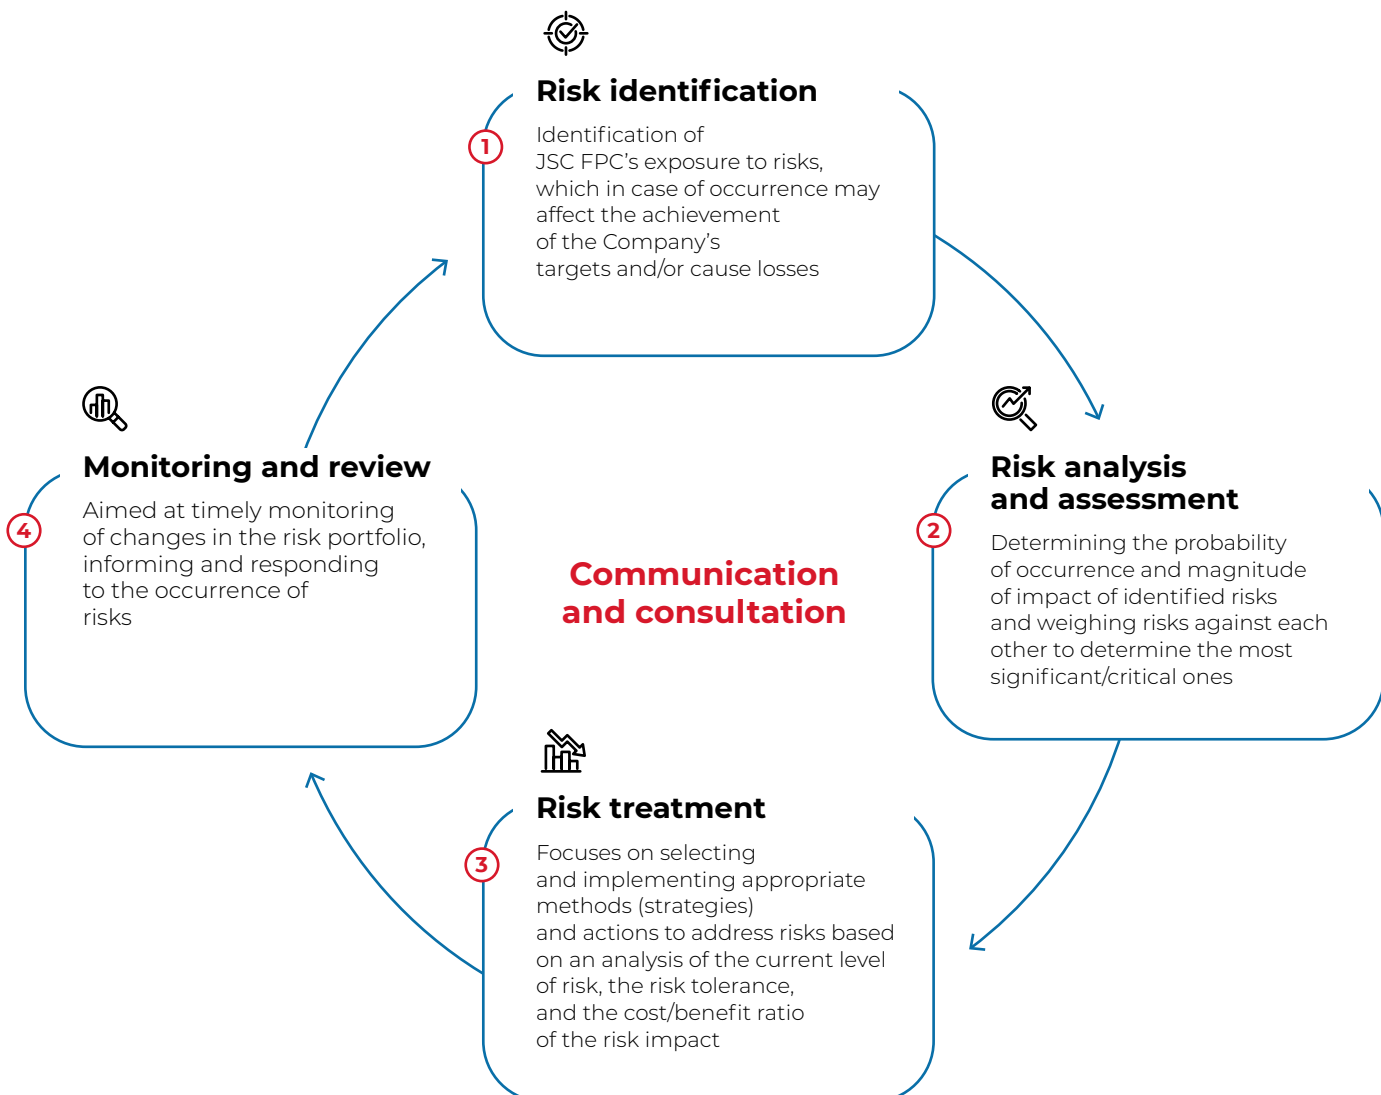 Risk identification
1
Identification of
JSC FPC's exposure to risks,
which in case of occurrence may
affect the achievement
of the Company's
targets and/or cause losses
Risk analysis
and assessment
2
Determining the probability
of occurrence and magnitude
of impact of identified risks
and weighing risks against each
other to determine the most
significant/critical ones
Risk treatment
3
Focuses on selecting
and implementing appropriate
methods (strategies)
and actions to address risks based
on an analysis of the current level
of risk, the risk tolerance,
and the cost/benefit ratio
of the risk impact
Monitoring and review
4
Aimed at timely monitoring
of changes in the risk portfolio,
informing and responding
to the occurrence of
risks
Communication
and consultation